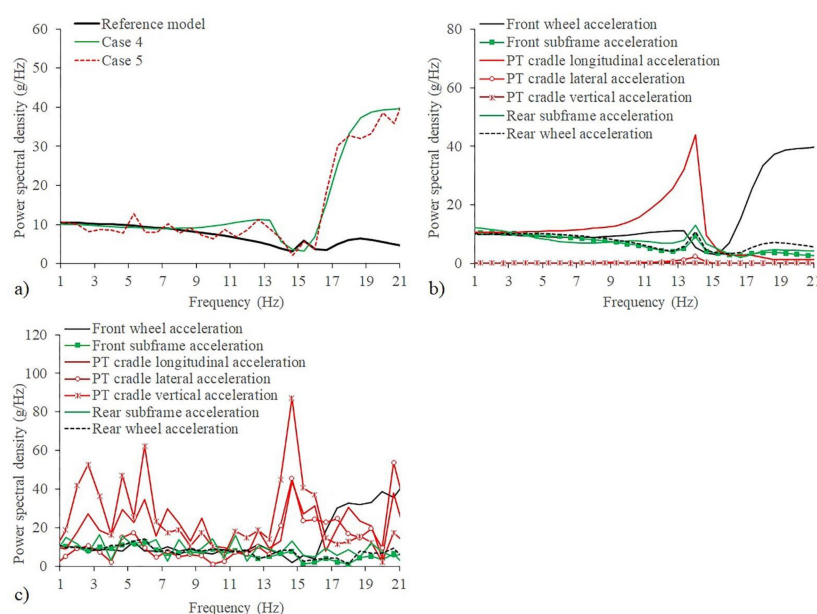 Power spectral density (g/Hz)
60
50
40
30
20
10
0
Reference model
Case 4
Case 5
1 3 5 7 9 11 13 15 17 19 21
Frequency (Hz)
a)
Power spectral density (g/Hz)
80
60
40
20
0
Front wheel acceleration
Front subframe acceleration
PT cradle longitudinal acceleration
PT cradle lateral acceleration
PT cradle vertical acceleration
Rear subframe acceleration
Rear wheel acceleration
1 3 5 7 9 11 13 15 17 19 21
Frequency (Hz)
b)
Power spectral density (g/Hz)
120
100
80
60
40
20
0
Front wheel acceleration
Front subframe acceleration
PT cradle longitudinal acceleration
PT cradle lateral acceleration
PT cradle vertical acceleration
Rear subframe acceleration
Rear wheel acceleration
1 3 5 7 9 11 13 15 17 19 21
Frequency (Hz)
c)